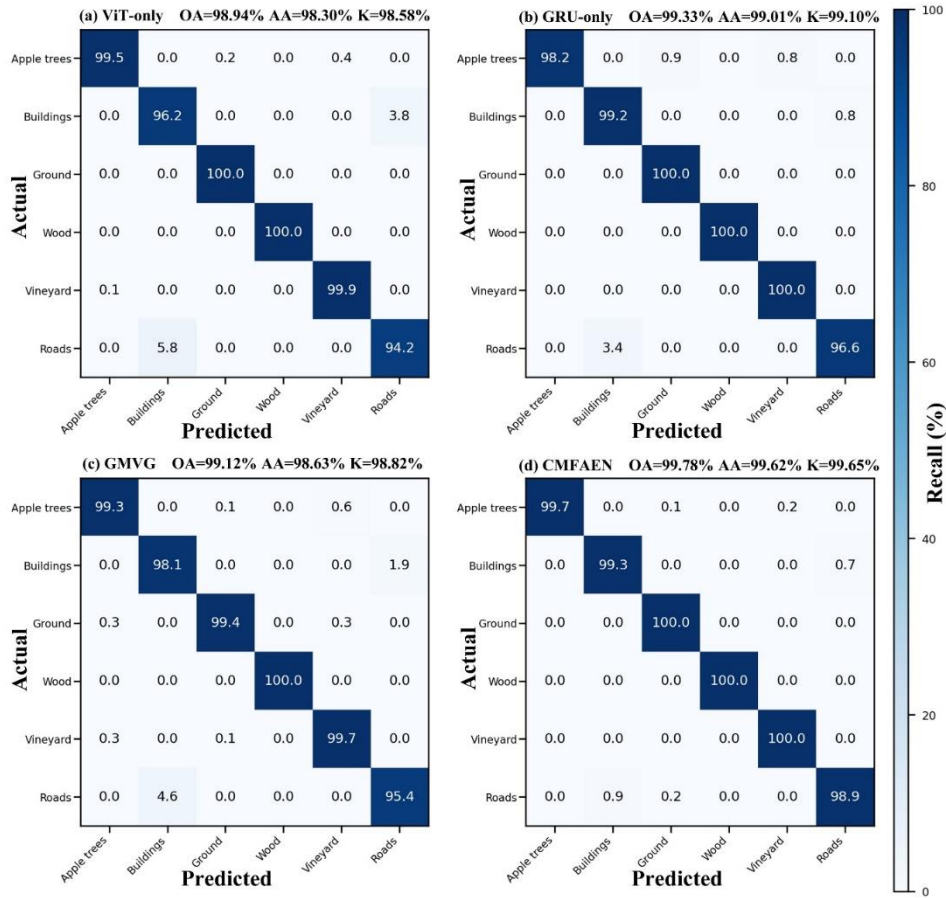 (a) ViT-only OA=98.94% AA=98.30% K=98.58%
Actual
Apple trees 99.5 0.0 0.2 0.0 0.4 0.0
Buildings 0.0 96.2 0.0 0.0 0.0 3.8
Ground 0.0 0.0 100.0 0.0 0.0 0.0
Wood 0.0 0.0 0.0 100.0 0.0 0.0
Vineyard 0.1 0.0 0.0 0.0 99.9 0.0
Roads 0.0 5.8 0.0 0.0 0.0 94.2
Apple trees Buildings Ground Wood Vineyard Roads
Predicted
(b) GRU-only OA=99.33% AA=99.01% K=99.10%
Actual
Apple trees 98.2 0.0 0.9 0.0 0.8 0.0
Buildings 0.0 99.2 0.0 0.0 0.0 0.8
Ground 0.0 0.0 100.0 0.0 0.0 0.0
Wood 0.0 0.0 0.0 100.0 0.0 0.0
Vineyard 0.0 0.0 0.0 0.0 100.0 0.0
Roads 0.0 3.4 0.0 0.0 0.0 96.6
Apple trees Buildings Ground Wood Vineyard Roads
Predicted
(c) GMVG OA=99.12% AA=98.63% K=98.82%
Actual
Apple trees 99.3 0.0 0.1 0.0 0.6 0.0
Buildings 0.0 98.1 0.0 0.0 0.0 1.9
Ground 0.3 0.0 99.4 0.0 0.3 0.0
Wood 0.0 0.0 0.0 100.0 0.0 0.0
Vineyard 0.3 0.0 0.1 0.0 99.7 0.0
Roads 0.0 4.6 0.0 0.0 0.0 95.4
Apple trees Buildings Ground Wood Vineyard Roads
Predicted
(d) CMFAEN OA=99.78% AA=99.62% K=99.65%
Actual
Apple trees 99.7 0.0 0.1 0.0 0.2 0.0
Buildings 0.0 99.3 0.0 0.0 0.0 0.7
Ground 0.0 0.0 100.0 0.0 0.0 0.0
Wood 0.0 0.0 0.0 100.0 0.0 0.0
Vineyard 0.0 0.0 0.0 0.0 100.0 0.0
Roads 0.0 0.9 0.2 0.0 0.0 98.9
Apple trees Buildings Ground Wood Vineyard Roads
Predicted
100
80
60
40
20
0
Recall (%)